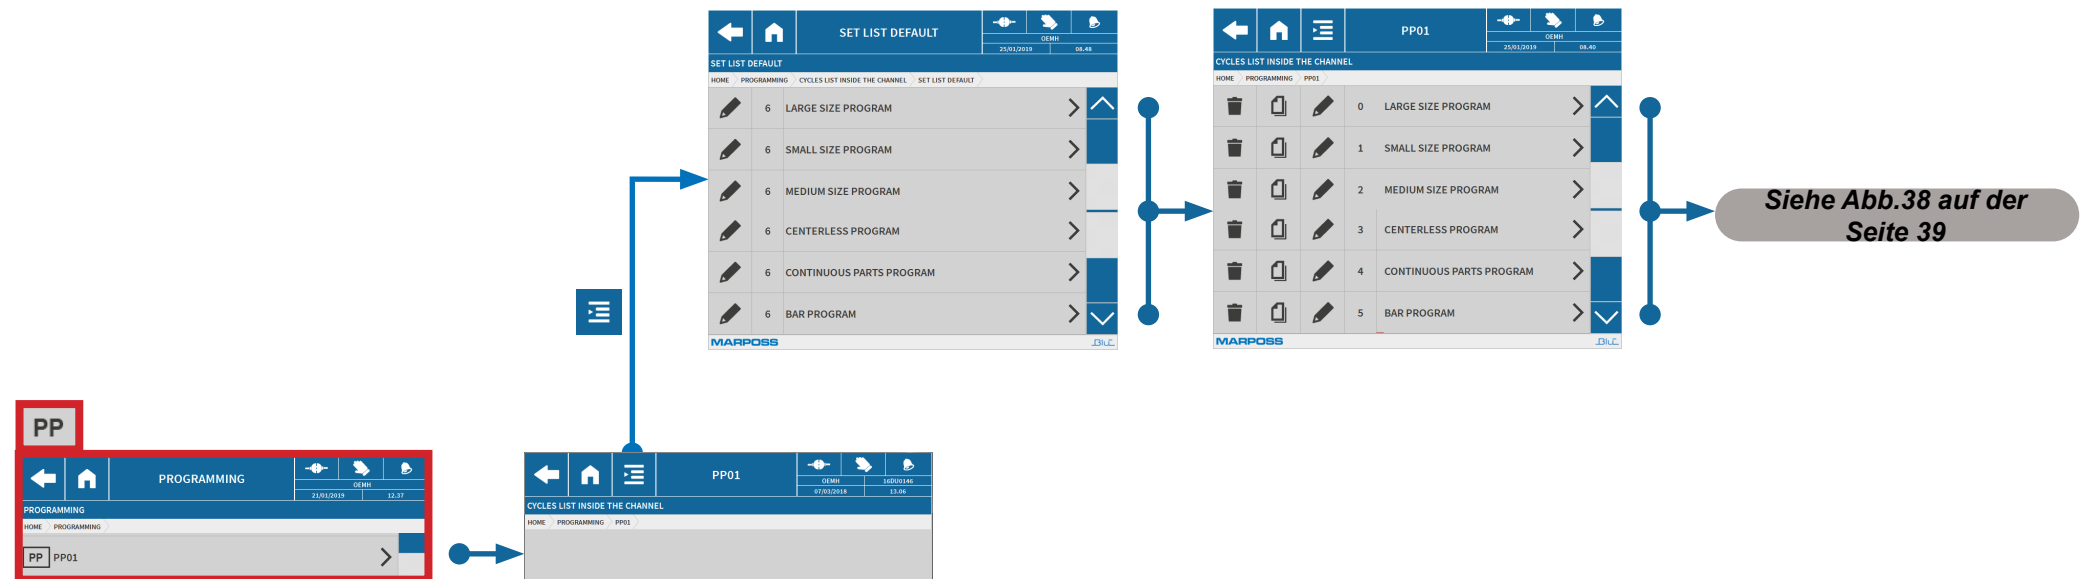 SET LIST DEFAULT
OEMH
25/01/2019 08.48
SET LIST DEFAULT
HOME PROGRAMMING CYCLES LIST INSIDE THE CHANNEL SET LIST DEFAULT
6 LARGE SIZE PROGRAM
6 SMALL SIZE PROGRAM
6 MEDIUM SIZE PROGRAM
6 CENTERLESS PROGRAM
6 CONTINUOUS PARTS PROGRAM
6 BAR PROGRAM
MARPOSS
BLÚ
PP01
OEMH
25/01/2019 08.40
CYCLES LIST INSIDE THE CHANNEL
HOME PROGRAMMING PP01
0 LARGE SIZE PROGRAM
1 SMALL SIZE PROGRAM
2 MEDIUM SIZE PROGRAM
3 CENTERLESS PROGRAM
4 CONTINUOUS PARTS PROGRAM
5 BAR PROGRAM
MARPOSS
BLÚ
Siehe Abb.38 auf der
Seite 39
PP
PROGRAMMING
OEMH
21/01/2019 12.37
PROGRAMMING
HOME PROGRAMMING
PP PP01
PP01
OEMH 16DU0146
07/03/2018 13.06
CYCLES LIST INSIDE THE CHANNEL
HOME PROGRAMMING PP01